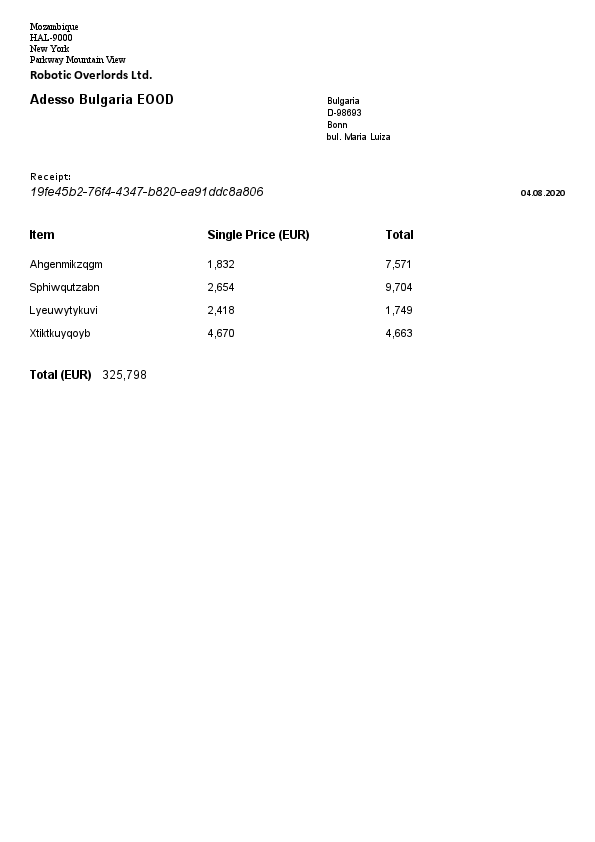 Mozambique
HAL-9000
New York
Parkway Mountain View
Robotic Overlords Ltd.
Adesso Bulgaria EOOD
Bulgaria
D-98693
Bonn
bul. Maria Luiza
Receipt:
19fe45b2-76f4-4347-b820-ea91ddc8a806
04.08.2020
Item Single Price (EUR) Total
Ahgenmikzqgm 1,832 7,571
Sphiwqutzabn 2,654 9,704
Lyeuwytykuvi 2,418 1,749
Xtiktkuyqoyb 4,670 4,663
Total (EUR) 325,798